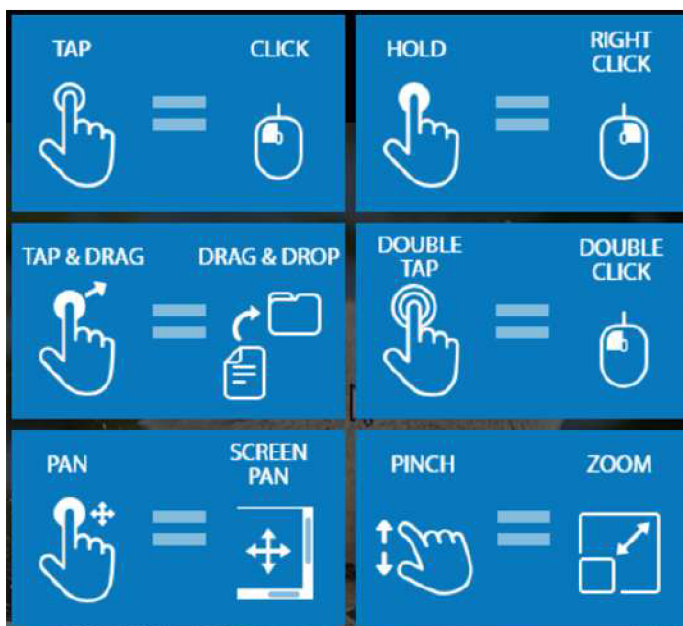 TAP
CLICK
HOLD
RIGHT
CLICK
TAP & DRAG
DRAG & DROP
DOUBLE
TAP
DOUBLE
CLICK
PAN
SCREEN
PAN
PINCH
ZOOM